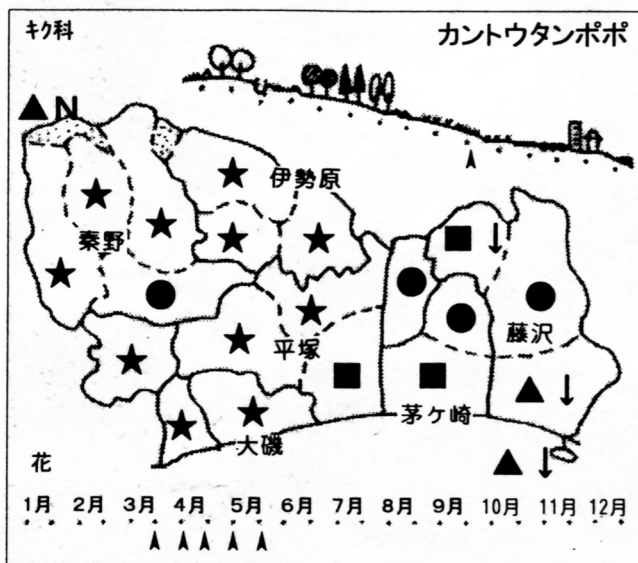 キク科
カントウタンポポ
N
伊勢原
秦野
藤沢
平塚
茅ヶ崎
大磯
花
1月 2月 3月 4月 5月 6月 7月 8月 9月 10月 11月 12月